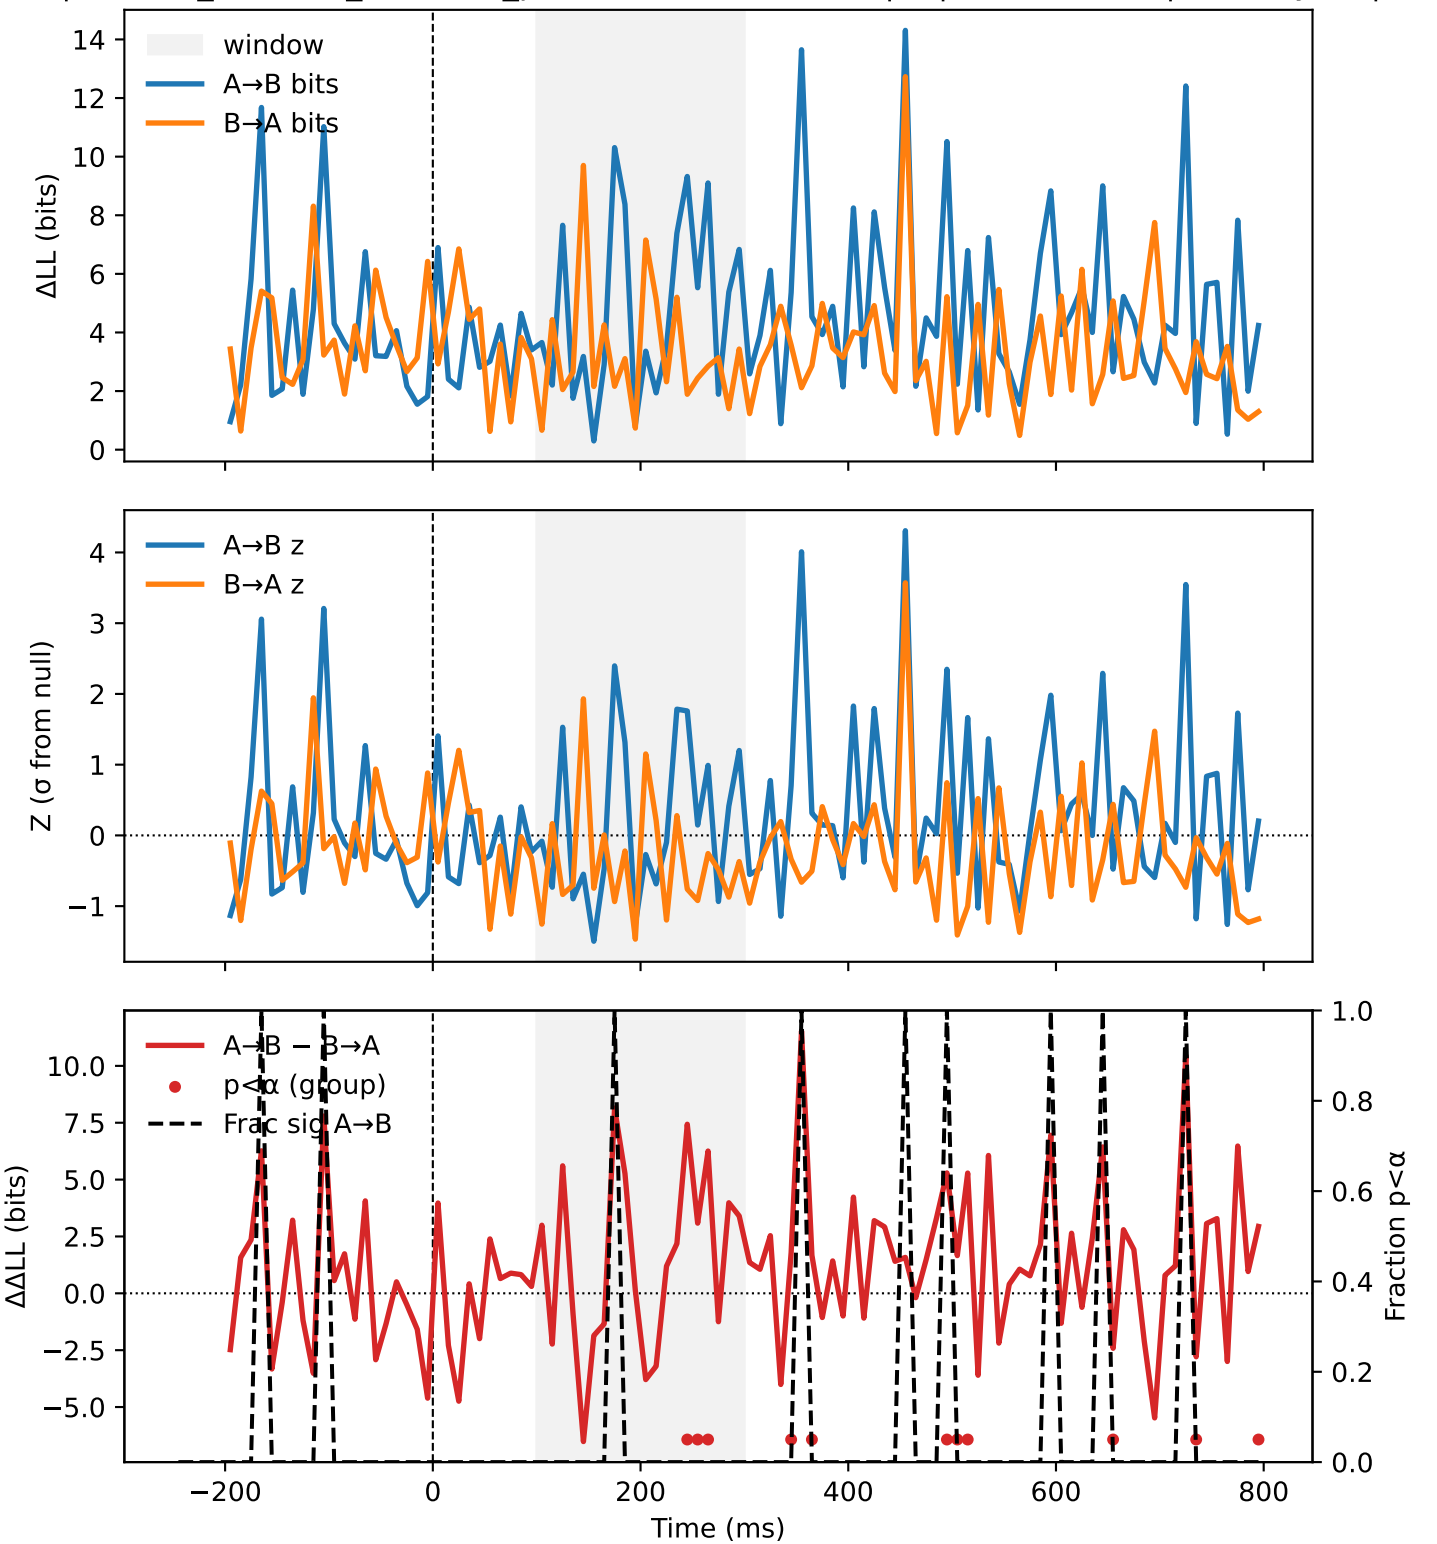 14
12
10
8
6
4
2
0
ΔLL (bits)
window
A→B bits
B→A bits
4
3
2
1
0
−1
Z (σ from null)
A→B z
B→A z
10.0
7.5
5.0
2.5
0.0
−2.5
−5.0
ΔΔLL (bits)
A→B − B→A
p<α (group)
Frac sig A→B
1.0
0.8
0.6
0.4
0.2
0.0
Fraction p<α
−200
0
200
400
600
800
Time (ms)